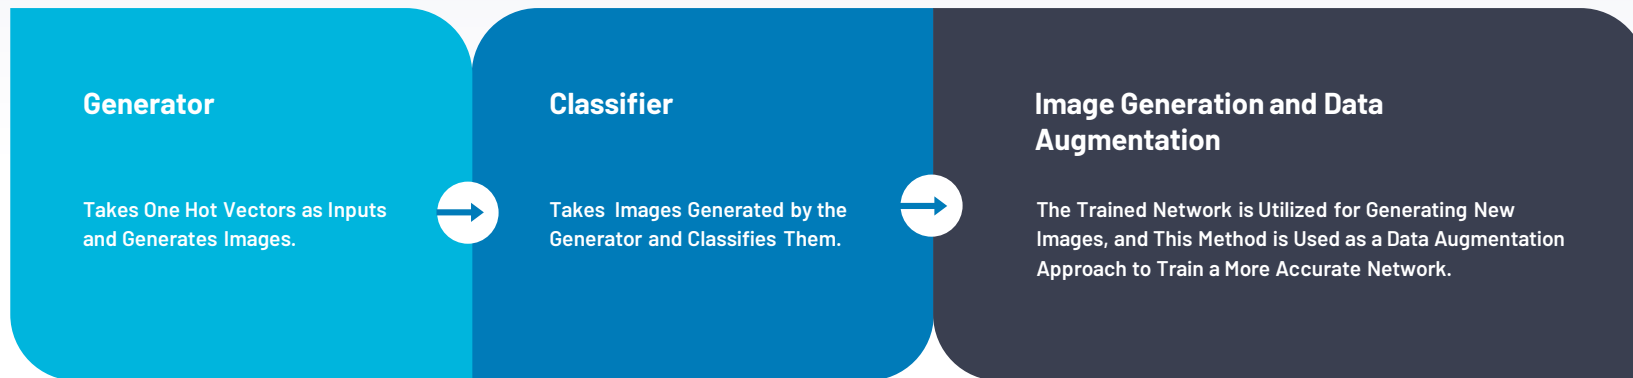 Generator
Takes One Hot Vectors as Inputs
and Generates Images.
Classifier
Takes Images Generated by the
Generator and Classifies Them.
Image Generation and Data
Augmentation
The Trained Network is Utilized for Generating New
Images, and This Method is Used as a Data Augmentation
Approach to Train a More Accurate Network.